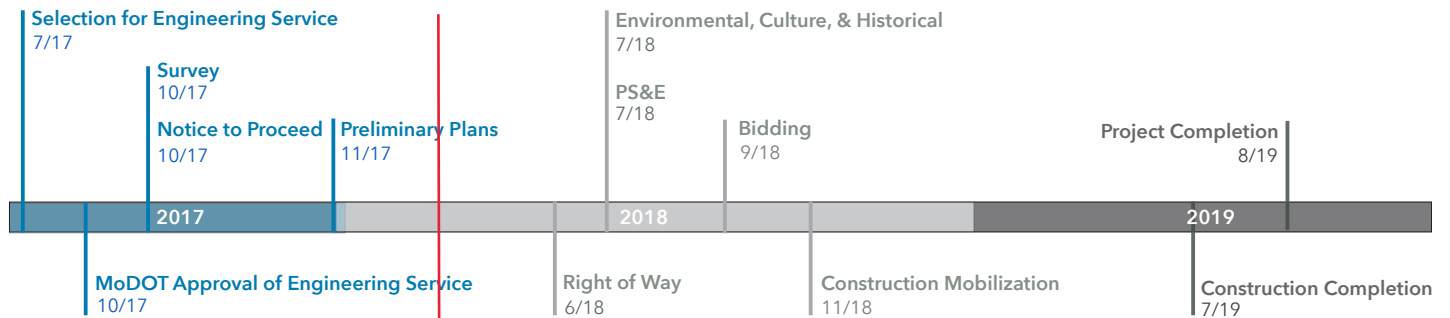 Selection for Engineering Service
7/17
Survey
10/17
Notice to Proceed
10/17
Preliminary Plans
11/17
Environmental, Culture, & Historical
7/18
PS&E
7/18
Bidding
9/18
Project Completion
8/19
2017
2018
2019
MoDOT Approval of Engineering Service
10/17
Right of Way
6/18
Construction Mobilization
11/18
Construction Completion
7/19